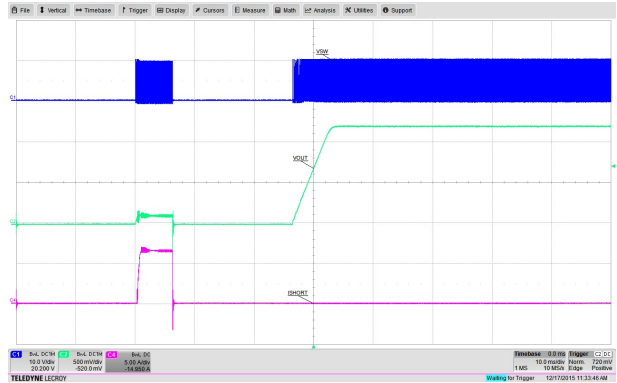 File Vertical Timebase Trigger Display Cursors Measure Math Analysis Utilities Support
VSW
C1
VOUT
C2
ISHORT
C4
C1 BwL DC1M C2 BwL DC1M C4 BwL DC Timebase 0.0 ms Trigger C2 DC
10.0 V/div 500 mV/div 5.00 A/div 10.0 ms/div Norm. 720 mV
20.200 V -520.0 mV -14.950 A 1 MS 10 MS/s Edge Positive
TELEDYNE LECROY Waiting for Trigger 12/17/2015 11:33:46 AM